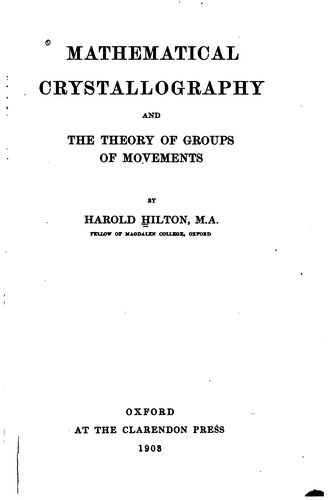 MATHEMATICAL
CRYSTALLOGRAPHY
AND
THE THEORY OF GROUPS
OF MOVEMENTS
BY
HAROLD HILTON, M.A.
FELLOW OF MAGDALEN COLLEGE, OXFORD
OXFORD
AT THE CLARENDON PRESS
1903